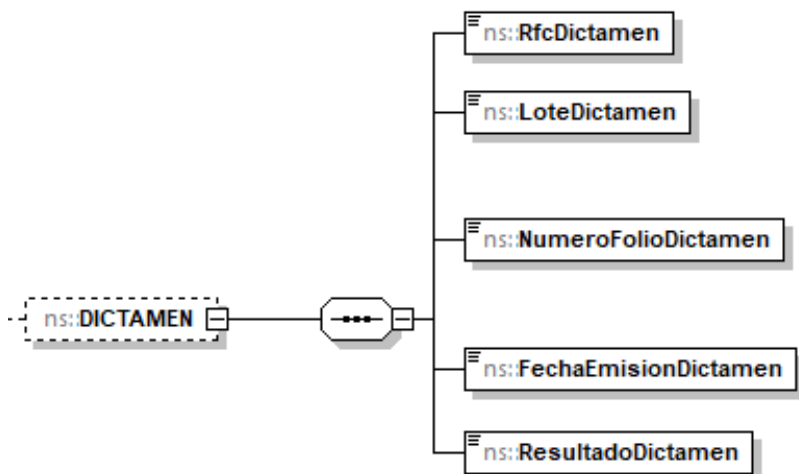 ns::RfcDictamen
ns::LoteDictamen
ns::NumeroFolioDictamen
ns::DICTAMEN
ns::FechaEmisionDictamen
ns::ResultadoDictamen